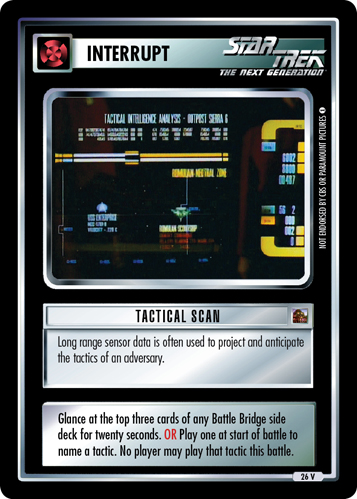 INTERRUPT
STAR TREK
THE NEXT GENERATION
TACTICAL INTELLIGENCE ANALYSIS - OUTPOST SIERRA 6
ROMULAN NEUTRAL ZONE
USS ENTERPRISE
ROMULAN SCOUTSHIP
NOT ENDORSED BY CBS OR PARAMOUNT PICTURES
TACTICAL SCAN
Long range sensor data is often used to project and anticipate
the tactics of an adversary.
Glance at the top three cards of any Battle Bridge side
deck for twenty seconds. OR Play one at start of battle to
name a tactic. No player may play that tactic this battle.
26 V